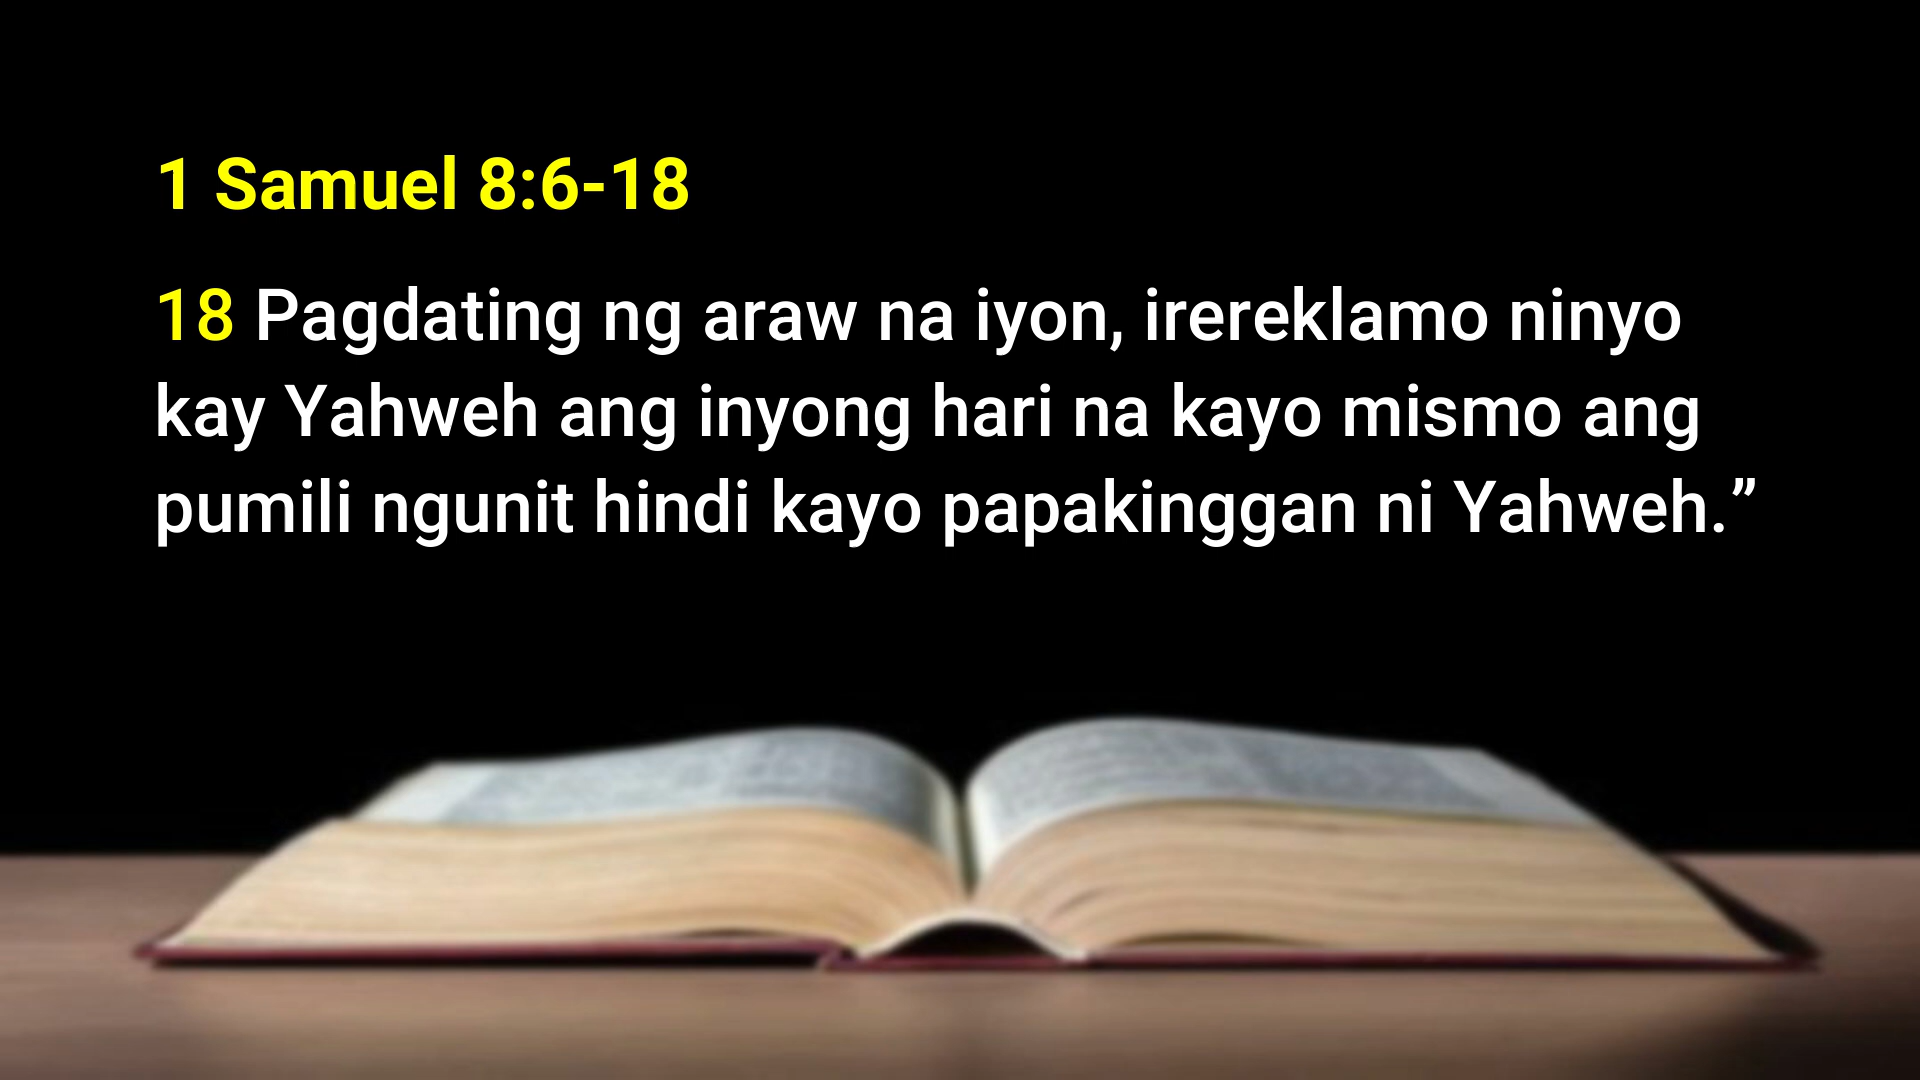 1 Samuel 8:6-18
18 Pagdating ng araw na iyon, irereklamo ninyo
kay Yahweh ang inyong hari na kayo mismo ang
pumili ngunit hindi kayo papakinggan ni Yahweh.”